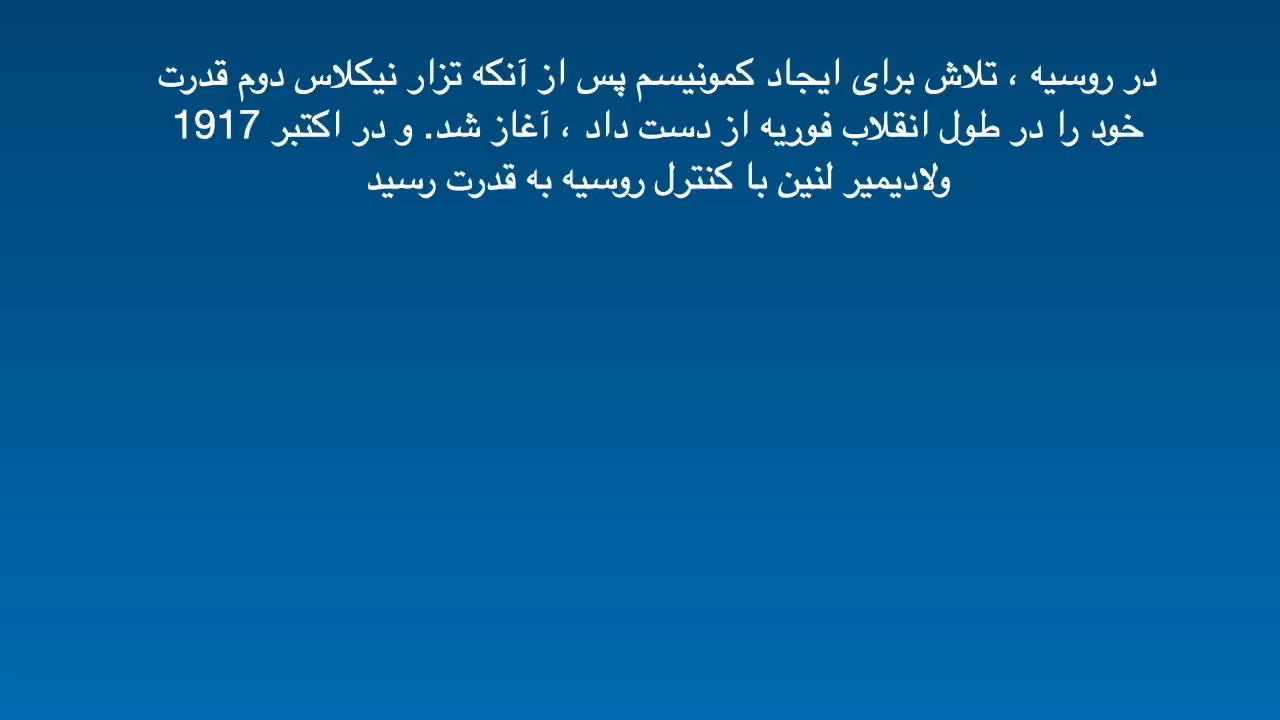 در روسیه ، تلاش برای ایجاد کمونیسم پس از آنکه تزار نیکلاس دوم قدرت
خود را در طول انقلاب فوریه از دست داد ، آغاز شد. و در اکتبر 1917
ولادیمیر لنین با کنترل روسیه به قدرت رسید